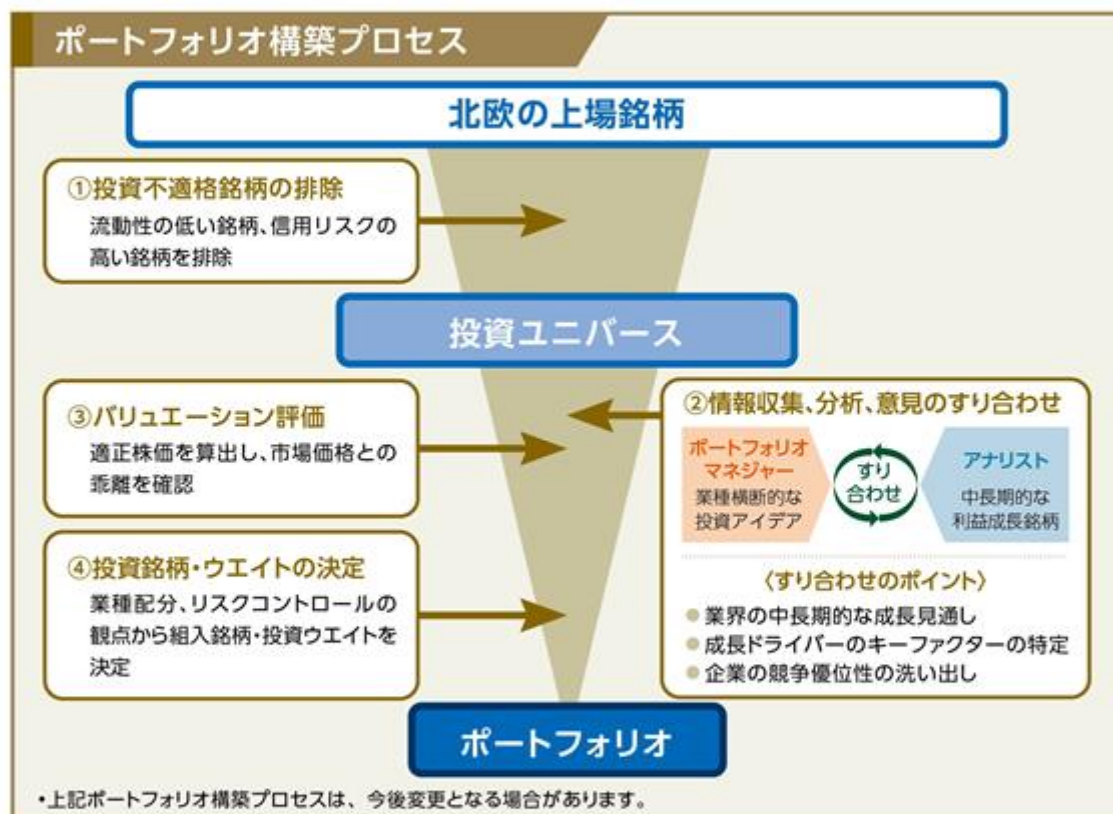 ポートフォリオ構築プロセス
北欧の上場銘柄
①投資不適格銘柄の排除
流動性の低い銘柄、信用リスクの
高い銘柄を排除
投資ユニバース
②情報収集、分析、意見のすり合わせ
ポートフォリオ
マネジャー
業種横断的な
投資アイデア
すり
合わせ
アナリスト
中長期的な
利益成長銘柄
〈すり合わせのポイント〉
●業界の中長期的な成長見通し
●成長ドライバーのキーファクターの特定
●企業の競争優位性の洗い出し
③バリュエーション評価
適正株価を算出し、市場価格との
乖離を確認
④投資銘柄・ウエイトの決定
業種配分、リスクコントロールの
観点から組入銘柄・投資ウエイトを
決定
ポートフォリオ
・上記ポートフォリオ構築プロセスは、今後変更となる場合があります。